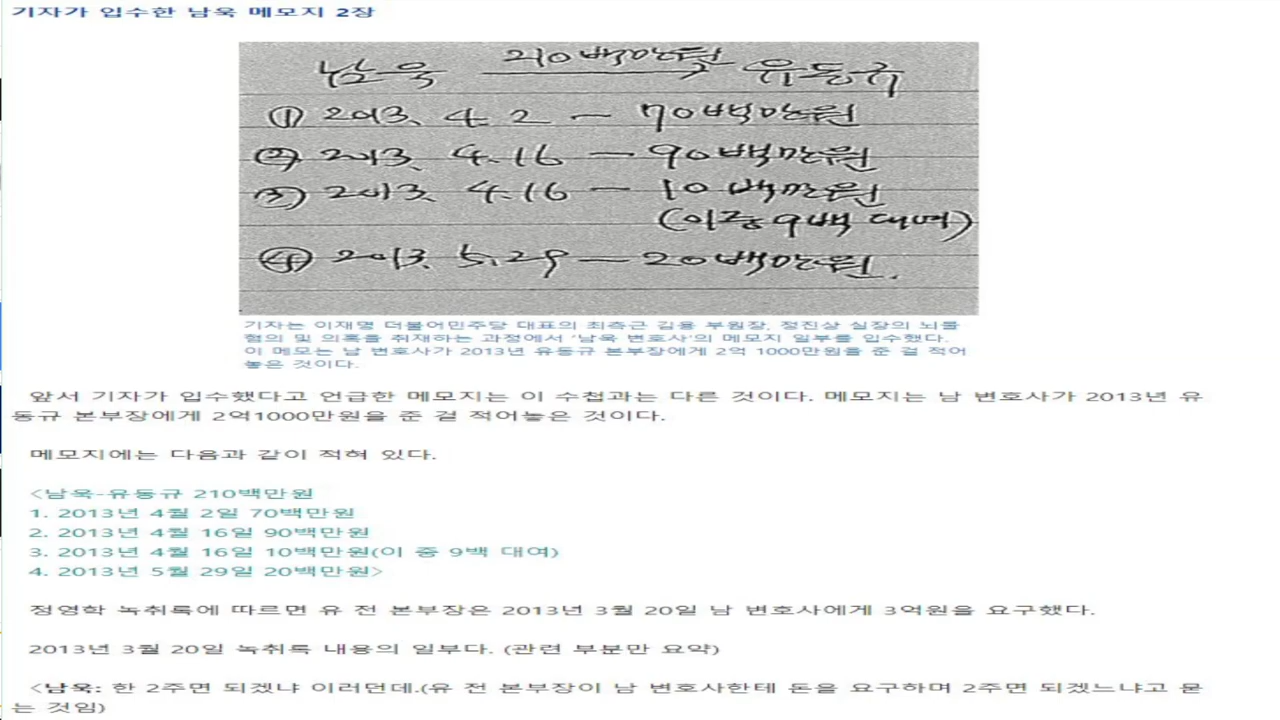 기자가 입수한 남욱 메모지 2장
남욱 210백만원 유동규
① 2013. 4. 2 - 70백만원
② 2013. 4. 16 - 90백만원
③ 2013. 4. 16 - 10백만원
(이중 9백 대여)
④ 2013. 5. 29 - 20백만원.
기자는 이재명 더불어민주당 대표의 최측근 김용 부원장, 정진상 실장의 뇌물
혐의 및 의혹을 취재하는 과정에서 '남욱 변호사'의 메모지 일부를 입수했다.
이 메모는 남 변호사가 2013년 유동규 본부장에게 2억 1000만원을 준 걸 적어
놓은 것이다.
앞서 기자가 입수했다고 언급한 메모지는 이 수첩과는 다른 것이다. 메모지는 남 변호사가 2013년 유
동규 본부장에게 2억1000만원을 준 걸 적어놓은 것이다.
메모지에는 다음과 같이 적혀 있다.
<남욱-유동규 210백만원
1. 2013년 4월 2일 70백만원
2. 2013년 4월 16일 90백만원
3. 2013년 4월 16일 10백만원(이 중 9백 대여)
4. 2013년 5월 29일 20백만원>
정영학 녹취록에 따르면 유 전 본부장은 2013년 3월 20일 남 변호사에게 3억원을 요구했다.
2013년 3월 20일 녹취록 내용의 일부다. (관련 부분만 요약)
<남욱: 한 2주면 되겠냐 이러던데.(유 전 본부장이 남 변호사한테 돈을 요구하며 2주면 되겠느냐고 묻
는 것임)